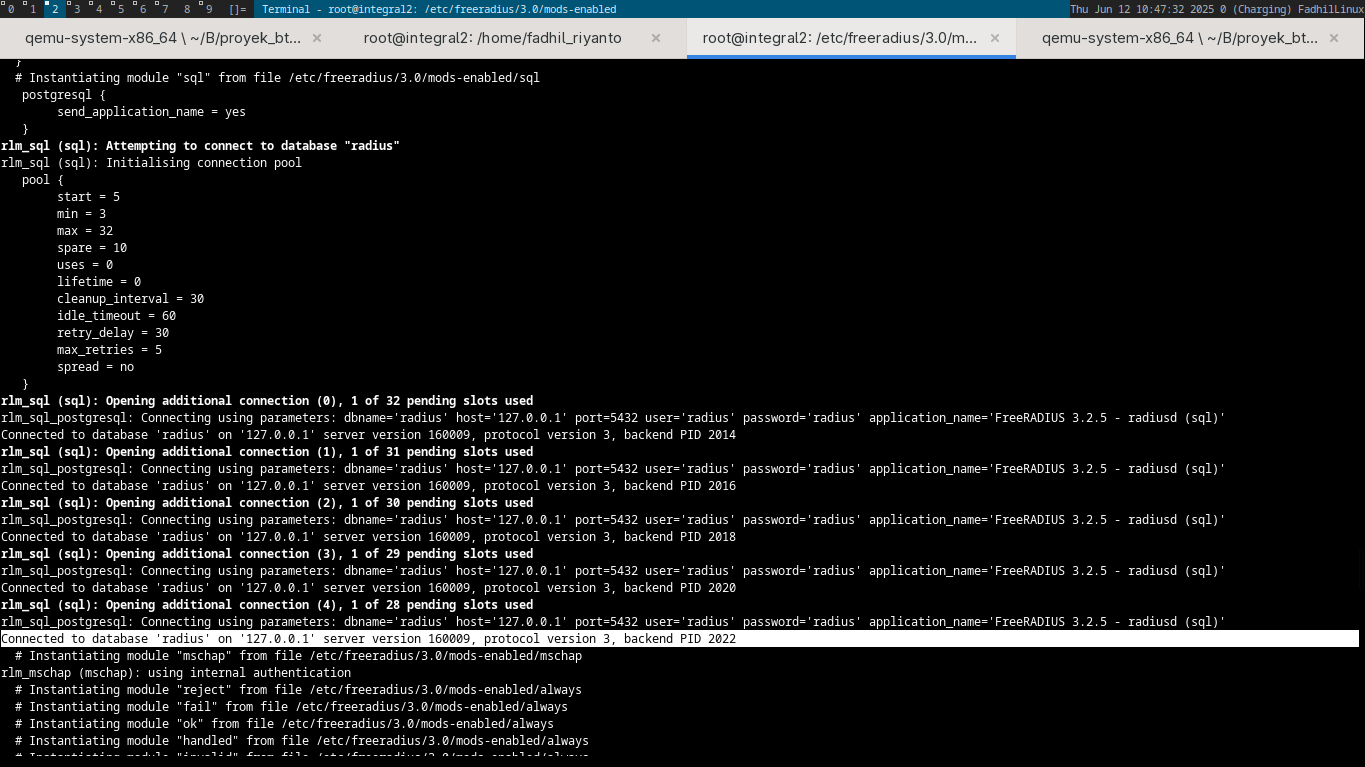 0 1 2 3 4 5 6 7 8 9 []= Terminal - root@integral2: /etc/freeradius/3.0/mods-enabled Thu Jun 12 10:47:32 2025 0 (Charging) FadhilLinux
qemu-system-x86_64 \ ~/B/proyek_bt... × root@integral2: /home/fadhil_riyanto × root@integral2: /etc/freeradius/3.0/m... × qemu-system-x86_64 \ ~/B/proyek_bt... ×
}
# Instantiating module "sql" from file /etc/freeradius/3.0/mods-enabled/sql
postgresql {
send_application_name = yes
}
rlm_sql (sql): Attempting to connect to database "radius"
rlm_sql (sql): Initialising connection pool
pool {
start = 5
min = 3
max = 32
spare = 10
uses = 0
lifetime = 0
cleanup_interval = 30
idle_timeout = 60
retry_delay = 30
max_retries = 5
spread = no
}
rlm_sql (sql): Opening additional connection (0), 1 of 32 pending slots used
rlm_sql_postgresql: Connecting using parameters: dbname='radius' host='127.0.0.1' port=5432 user='radius' password='radius' application_name='FreeRADIUS 3.2.5 - radiusd (sql)'
Connected to database 'radius' on '127.0.0.1' server version 160009, protocol version 3, backend PID 2014
rlm_sql (sql): Opening additional connection (1), 1 of 31 pending slots used
rlm_sql_postgresql: Connecting using parameters: dbname='radius' host='127.0.0.1' port=5432 user='radius' password='radius' application_name='FreeRADIUS 3.2.5 - radiusd (sql)'
Connected to database 'radius' on '127.0.0.1' server version 160009, protocol version 3, backend PID 2016
rlm_sql (sql): Opening additional connection (2), 1 of 30 pending slots used
rlm_sql_postgresql: Connecting using parameters: dbname='radius' host='127.0.0.1' port=5432 user='radius' password='radius' application_name='FreeRADIUS 3.2.5 - radiusd (sql)'
Connected to database 'radius' on '127.0.0.1' server version 160009, protocol version 3, backend PID 2018
rlm_sql (sql): Opening additional connection (3), 1 of 29 pending slots used
rlm_sql_postgresql: Connecting using parameters: dbname='radius' host='127.0.0.1' port=5432 user='radius' password='radius' application_name='FreeRADIUS 3.2.5 - radiusd (sql)'
Connected to database 'radius' on '127.0.0.1' server version 160009, protocol version 3, backend PID 2020
rlm_sql (sql): Opening additional connection (4), 1 of 28 pending slots used
rlm_sql_postgresql: Connecting using parameters: dbname='radius' host='127.0.0.1' port=5432 user='radius' password='radius' application_name='FreeRADIUS 3.2.5 - radiusd (sql)'
Connected to database 'radius' on '127.0.0.1' server version 160009, protocol version 3, backend PID 2022
# Instantiating module "mschap" from file /etc/freeradius/3.0/mods-enabled/mschap
rlm_mschap (mschap): using internal authentication
# Instantiating module "reject" from file /etc/freeradius/3.0/mods-enabled/always
# Instantiating module "fail" from file /etc/freeradius/3.0/mods-enabled/always
# Instantiating module "ok" from file /etc/freeradius/3.0/mods-enabled/always
# Instantiating module "handled" from file /etc/freeradius/3.0/mods-enabled/always
# Instantiating module "invalid" from file /etc/freeradius/3.0/mods-enabled/always